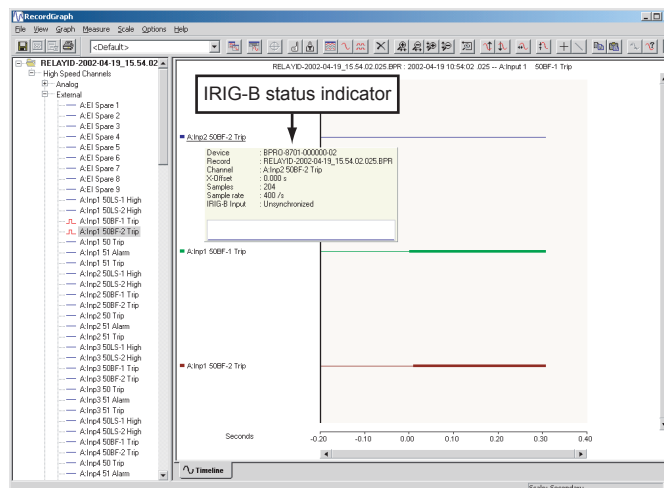 RecordGraph
File View Graph Measure Scale Options Help
<Default>
RELAYID-2002-04-19_15.54.02
High Speed Channels
Analog
External
A:EI Spare 1
A:EI Spare 2
A:EI Spare 3
A:EI Spare 4
A:EI Spare 5
A:EI Spare 6
A:EI Spare 7
A:EI Spare 8
A:EI Spare 9
A:Inp1 50LS-1 High
A:Inp1 50LS-2 High
A:Inp1 50BF-1 Trip
A:Inp1 50BF-2 Trip
A:Inp1 50 Trip
A:Inp1 51 Alarm
A:Inp1 51 Trip
A:Inp2 50LS-1 High
A:Inp2 50LS-2 High
A:Inp2 50BF-1 Trip
A:Inp2 50BF-2 Trip
A:Inp2 50 Trip
A:Inp2 51 Alarm
A:Inp2 51 Trip
A:Inp3 50LS-1 High
A:Inp3 50LS-2 High
A:Inp3 50BF-1 Trip
A:Inp3 50BF-2 Trip
A:Inp3 50 Trip
A:Inp3 51 Alarm
A:Inp3 51 Trip
A:Inp4 50LS-1 High
A:Inp4 50LS-2 High
A:Inp4 50BF-1 Trip
A:Inp4 50BF-2 Trip
A:Inp4 50 Trip
A:Inp4 51 Alarm
RELAYID-2002-04-19_15.54.02.025.BPR : 2002-04-19 10:54:02 .025 -- A:Input 1 50BF-1 Trip
IRIG-B status indicator
A:Inp2 50BF-2 Trip
Device : BPRO-8701-000000-02
Record : RELAYID-2002-04-19_15.54.02.025.BPR
Channel : A:Inp2 50BF-2 Trip
X-Offset : 0.000 s
Samples : 204
Sample rate : 400 /s
IRIG-B Input : Unsynchronized
A:Inp1 50BF-1 Trip
A:Inp1 50BF-2 Trip
Seconds
-0.20 -0.10 0.00 0.10 0.20 0.30 0.40
Timeline
Scale: Secondary